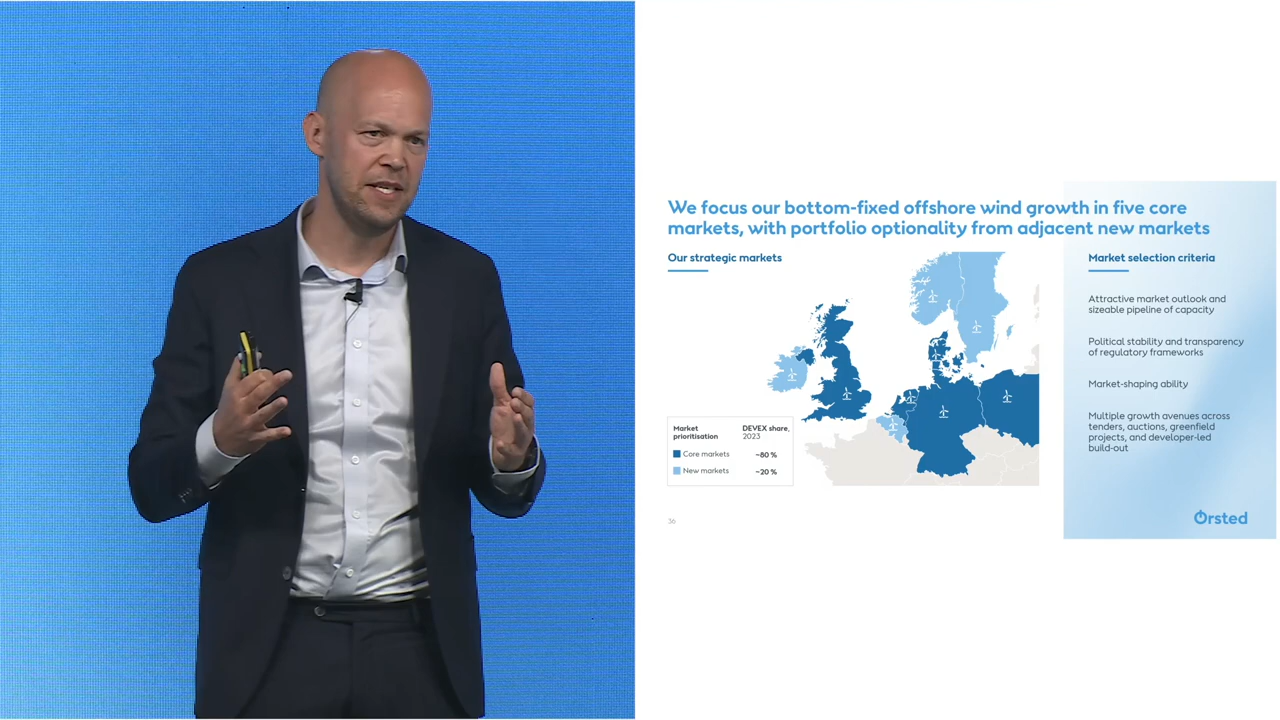 We focus our bottom-fixed offshore wind growth in five core
markets, with portfolio optionality from adjacent new markets
Our strategic markets
Market
prioritisation
DEVEX share,
2023
Core markets ~80 %
New markets ~20 %
Market selection criteria
Attractive market outlook and
sizeable pipeline of capacity
Political stability and transparency
of regulatory frameworks
Market-shaping ability
Multiple growth avenues across
tenders, auctions, greenfield
projects, and developer-led
build-out
36
Ørsted